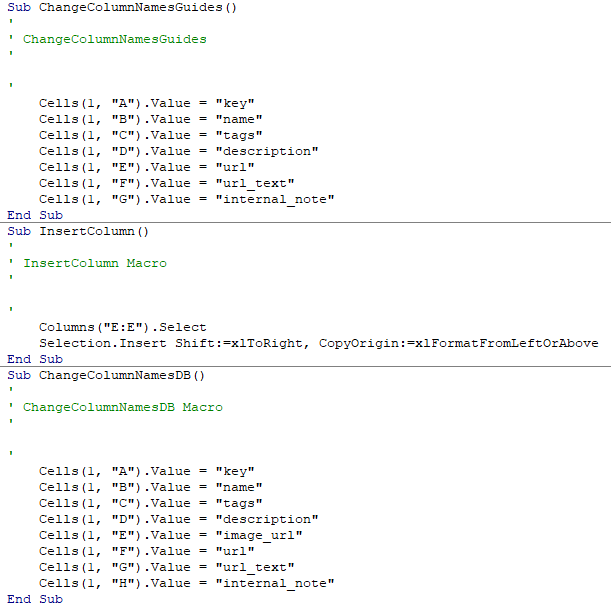 Sub ChangeColumnNamesGuides()
'
' ChangeColumnNamesGuides
'
'
    Cells(1, "A").Value = "key"
    Cells(1, "B").Value = "name"
    Cells(1, "C").Value = "tags"
    Cells(1, "D").Value = "description"
    Cells(1, "E").Value = "url"
    Cells(1, "F").Value = "url_text"
    Cells(1, "G").Value = "internal_note"
End Sub
Sub InsertColumn()
'
' InsertColumn Macro
'
'
    Columns("E:E").Select
    Selection.Insert Shift:=xlToRight, CopyOrigin:=xlFormatFromLeftOrAbove
End Sub
Sub ChangeColumnNamesDB()
'
' ChangeColumnNamesDB Macro
'
'
    Cells(1, "A").Value = "key"
    Cells(1, "B").Value = "name"
    Cells(1, "C").Value = "tags"
    Cells(1, "D").Value = "description"
    Cells(1, "E").Value = "image_url"
    Cells(1, "F").Value = "url"
    Cells(1, "G").Value = "url_text"
    Cells(1, "H").Value = "internal_note"
End Sub